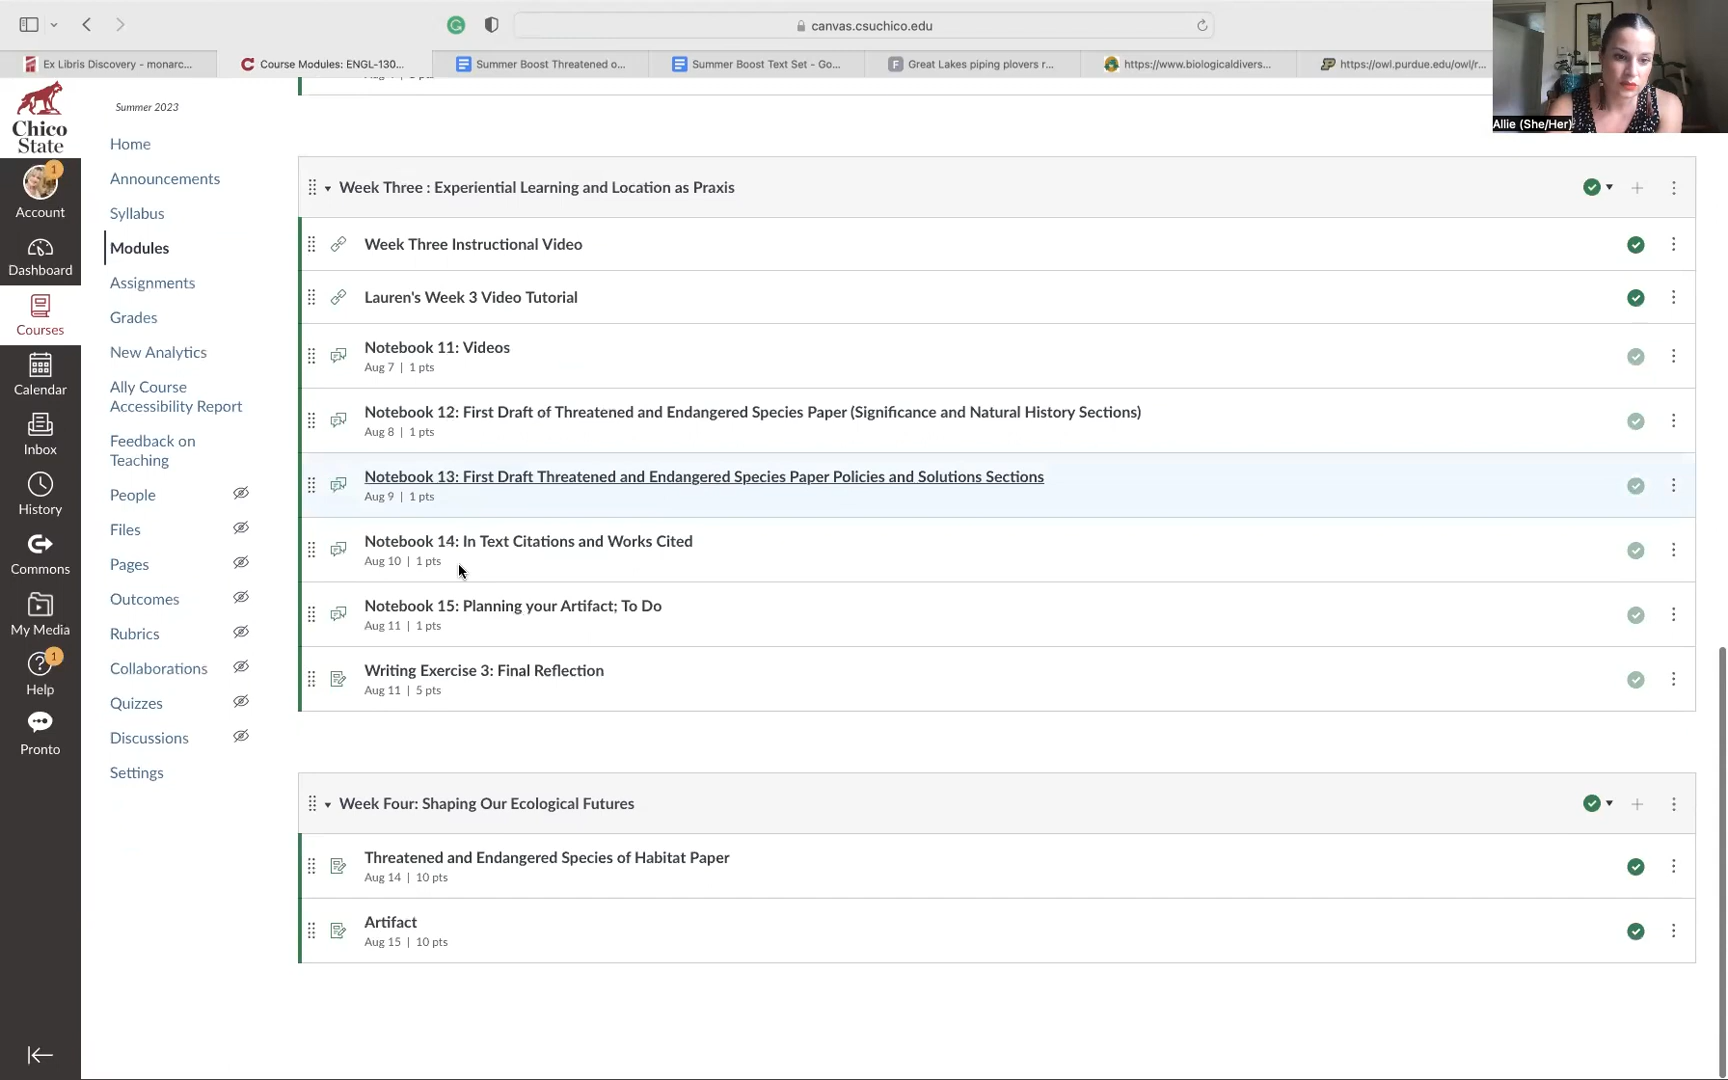 canvas.csuchico.edu
Ex Libris Discovery - monarc...
Course Modules: ENGL-130...
Summer Boost Threatened o...
Summer Boost Text Set - Go...
Great Lakes piping plovers r...
https://www.biologicaldivers...
https://owl.purdue.edu/owl/r...
Allie (She/Her)
Chico
State
Account
1
Dashboard
Courses
Calendar
Inbox
History
Commons
My Media
Help
1
Pronto
Summer 2023
Home
Announcements
Syllabus
Modules
Assignments
Grades
New Analytics
Ally Course
Accessibility Report
Feedback on
Teaching
People
Files
Pages
Outcomes
Rubrics
Collaborations
Quizzes
Discussions
Settings
Week Three : Experiential Learning and Location as Praxis
Week Three Instructional Video
Lauren's Week 3 Video Tutorial
Notebook 11: Videos
Aug 7 | 1 pts
Notebook 12: First Draft of Threatened and Endangered Species Paper (Significance and Natural History Sections)
Aug 8 | 1 pts
Notebook 13: First Draft Threatened and Endangered Species Paper Policies and Solutions Sections
Aug 9 | 1 pts
Notebook 14: In Text Citations and Works Cited
Aug 10 | 1 pts
Notebook 15: Planning your Artifact; To Do
Aug 11 | 1 pts
Writing Exercise 3: Final Reflection
Aug 11 | 5 pts
Week Four: Shaping Our Ecological Futures
Threatened and Endangered Species of Habitat Paper
Aug 14 | 10 pts
Artifact
Aug 15 | 10 pts